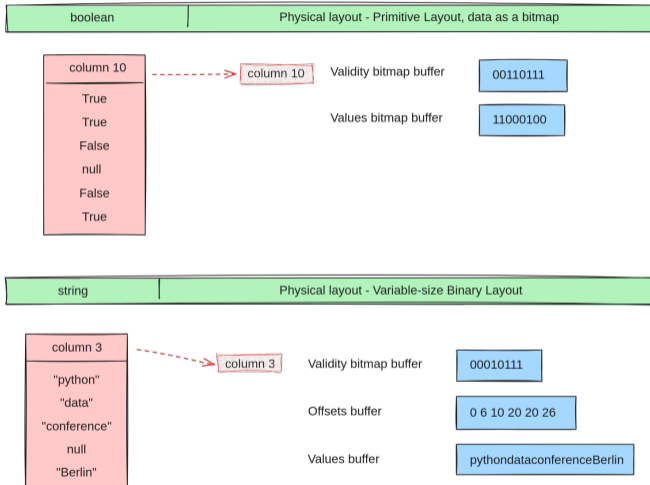 boolean Physical layout - Primitive Layout, data as a bitmap
column 10
True
True
False
null
False
True
column 10
Validity bitmap buffer 00110111
Values bitmap buffer 11000100
string Physical layout - Variable-size Binary Layout
column 3
"python"
"data"
"conference"
null
"Berlin"
column 3
Validity bitmap buffer 00010111
Offsets buffer 0 6 10 20 20 26
Values buffer pythondataconferenceBerlin